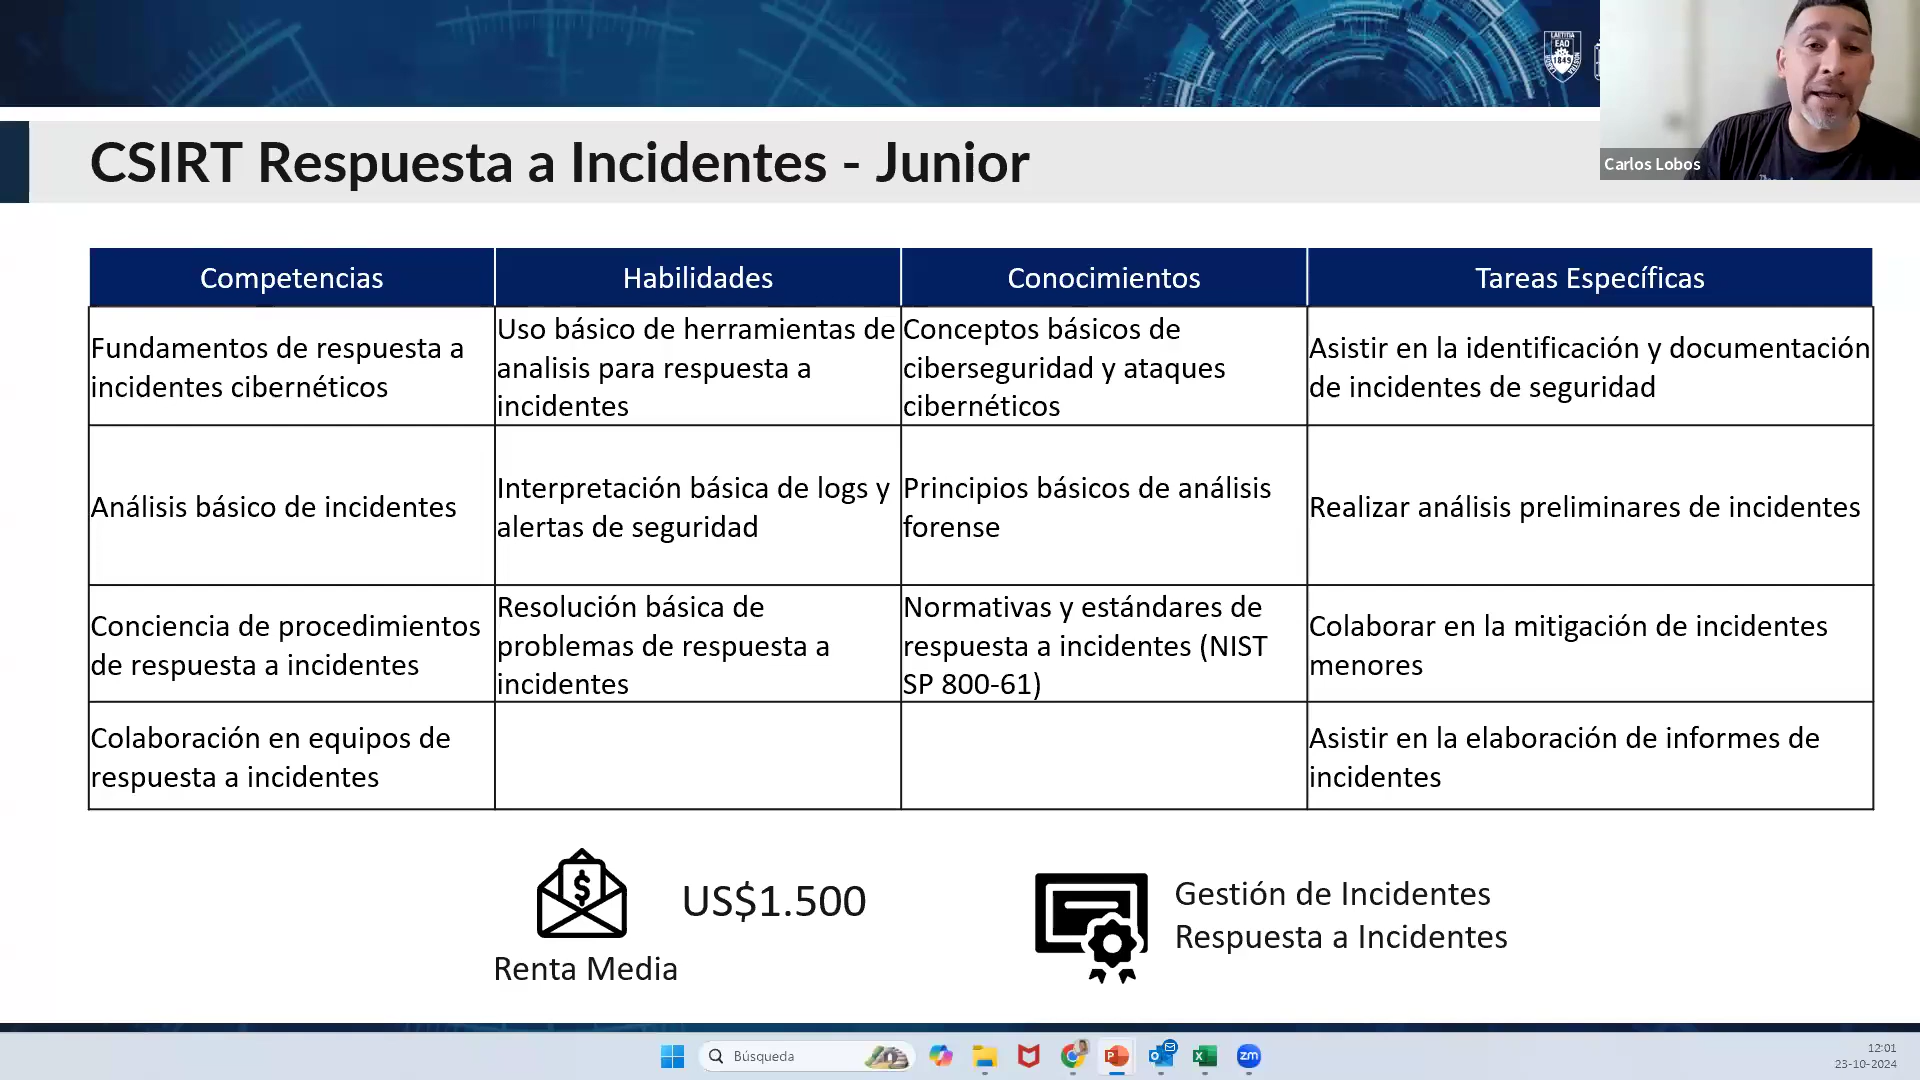 LAETITIA
EAD
1849
Carlos Lobos
CSIRT Respuesta a Incidentes - Junior
Competencias
Habilidades
Conocimientos
Tareas Específicas
Fundamentos de respuesta a
incidentes cibernéticos
Uso básico de herramientas de
analisis para respuesta a
incidentes
Conceptos básicos de
ciberseguridad y ataques
cibernéticos
Asistir en la identificación y documentación
de incidentes de seguridad
Análisis básico de incidentes
Interpretación básica de logs y
alertas de seguridad
Principios básicos de análisis
forense
Realizar análisis preliminares de incidentes
Conciencia de procedimientos
de respuesta a incidentes
Resolución básica de
problemas de respuesta a
incidentes
Normativas y estándares de
respuesta a incidentes (NIST
SP 800-61)
Colaborar en la mitigación de incidentes
menores
Colaboración en equipos de
respuesta a incidentes
Asistir en la elaboración de informes de
incidentes
$
US$1.500
Renta Media
Gestión de Incidentes
Respuesta a Incidentes
Búsqueda
zm
12:01
23-10-2024